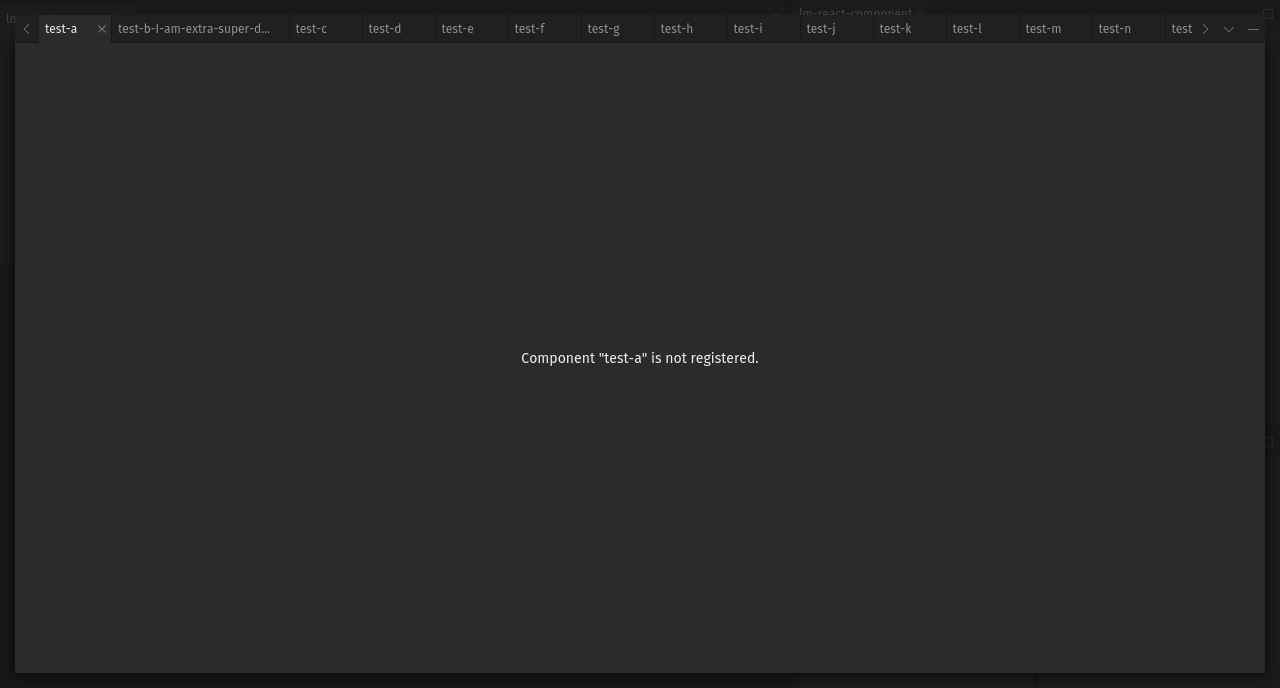 lm-react-component
test-a test-b-I-am-extra-super-d... test-c test-d test-e test-f test-g test-h test-i test-j test-k test-l test-m test-n test
Component "test-a" is not registered.